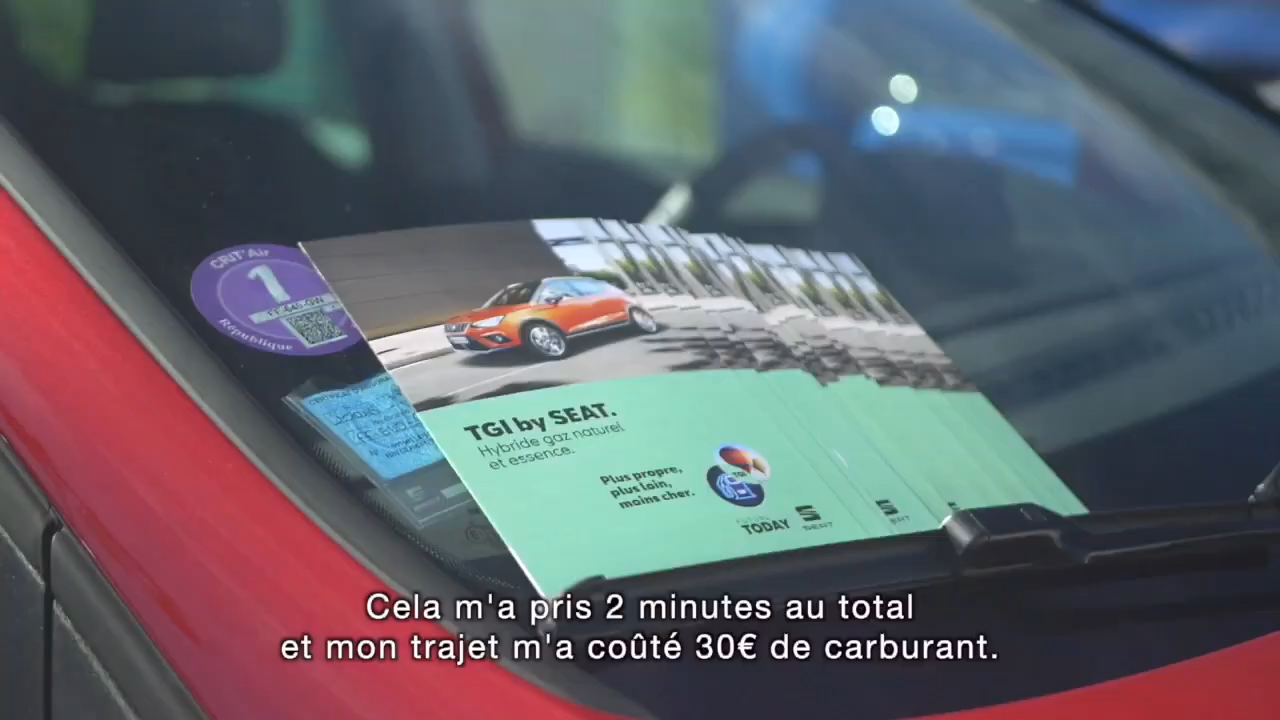 CRIT'Air
1
République
TGI by SEAT.
Hybride gaz naturel
et essence.
Plus propre,
plus loin,
moins cher.
TGI
TODAY
SEAT
Cela m'a pris 2 minutes au total
et mon trajet m'a coûté 30€ de carburant.